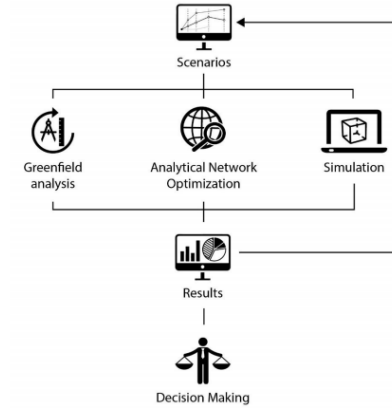 Scenarios
Greenfield
analysis
Analytical Network
Optimization
Simulation
Results
Decision Making